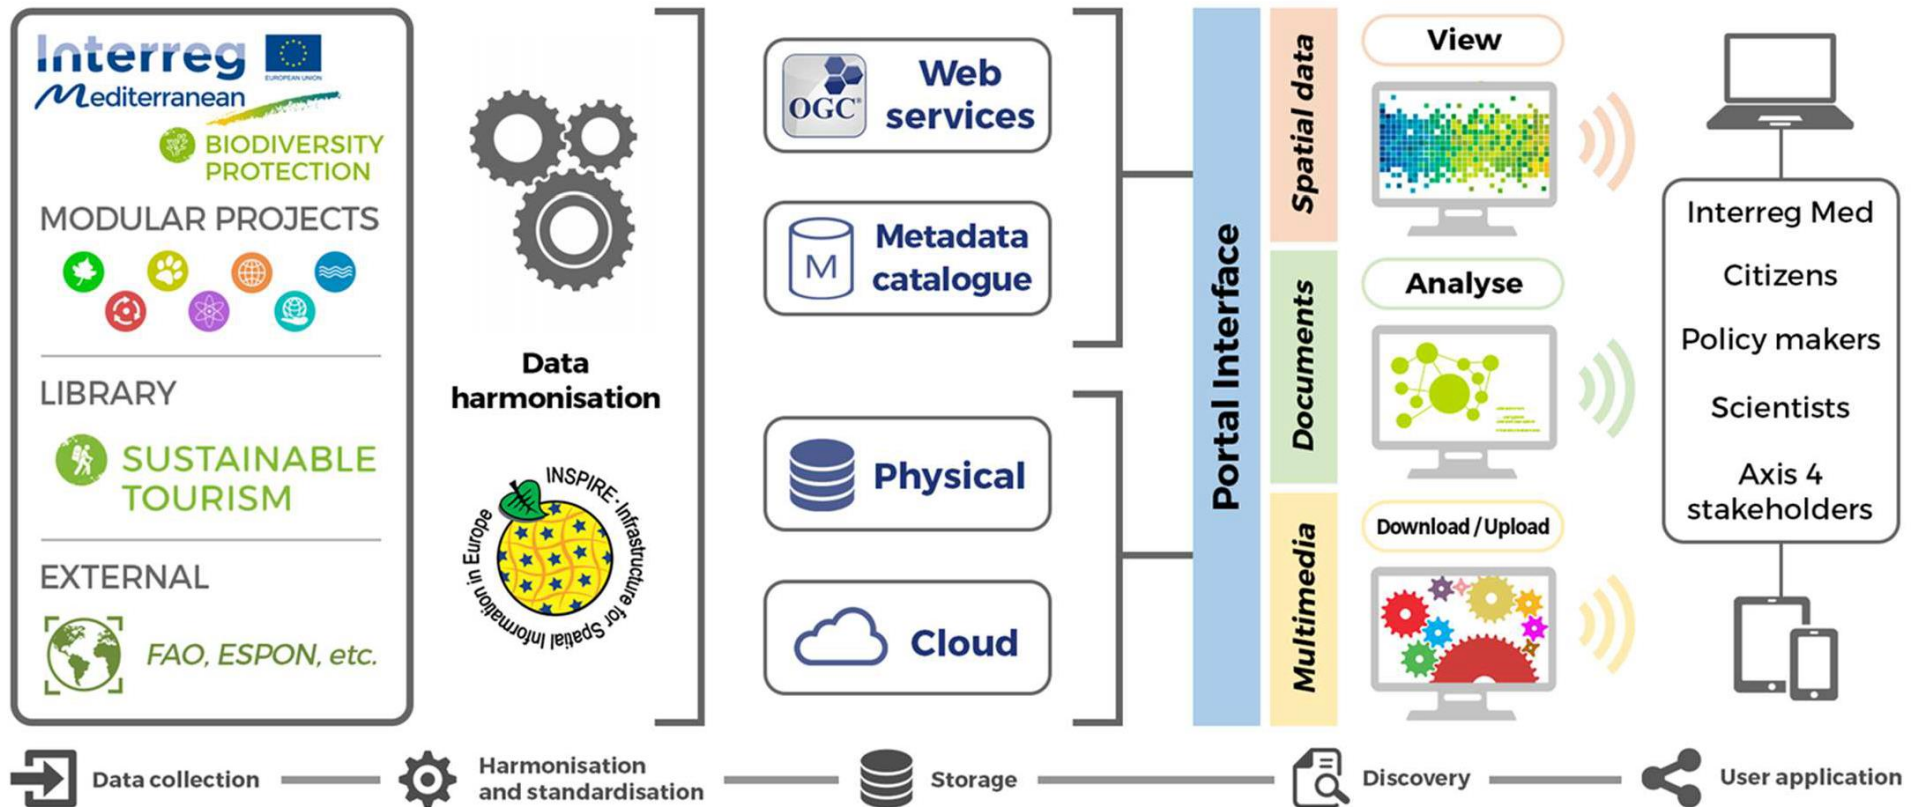 Interreg
Mediterranean
EUROPEAN UNION
BIODIVERSITY
PROTECTION
MODULAR PROJECTS
LIBRARY
SUSTAINABLE
TOURISM
EXTERNAL
FAO, ESPON, etc.
Data
harmonisation
INSPIRE · Infrastructure for Spatial Information in Europe
OGC®
Web
services
M
Metadata
catalogue
Physical
Cloud
Portal Interface
Spatial data
Documents
Multimedia
View
Analyse
Download / Upload
Interreg Med
Citizens
Policy makers
Scientists
Axis 4
stakeholders
Data collection
Harmonisation
and standardisation
Storage
Discovery
User application